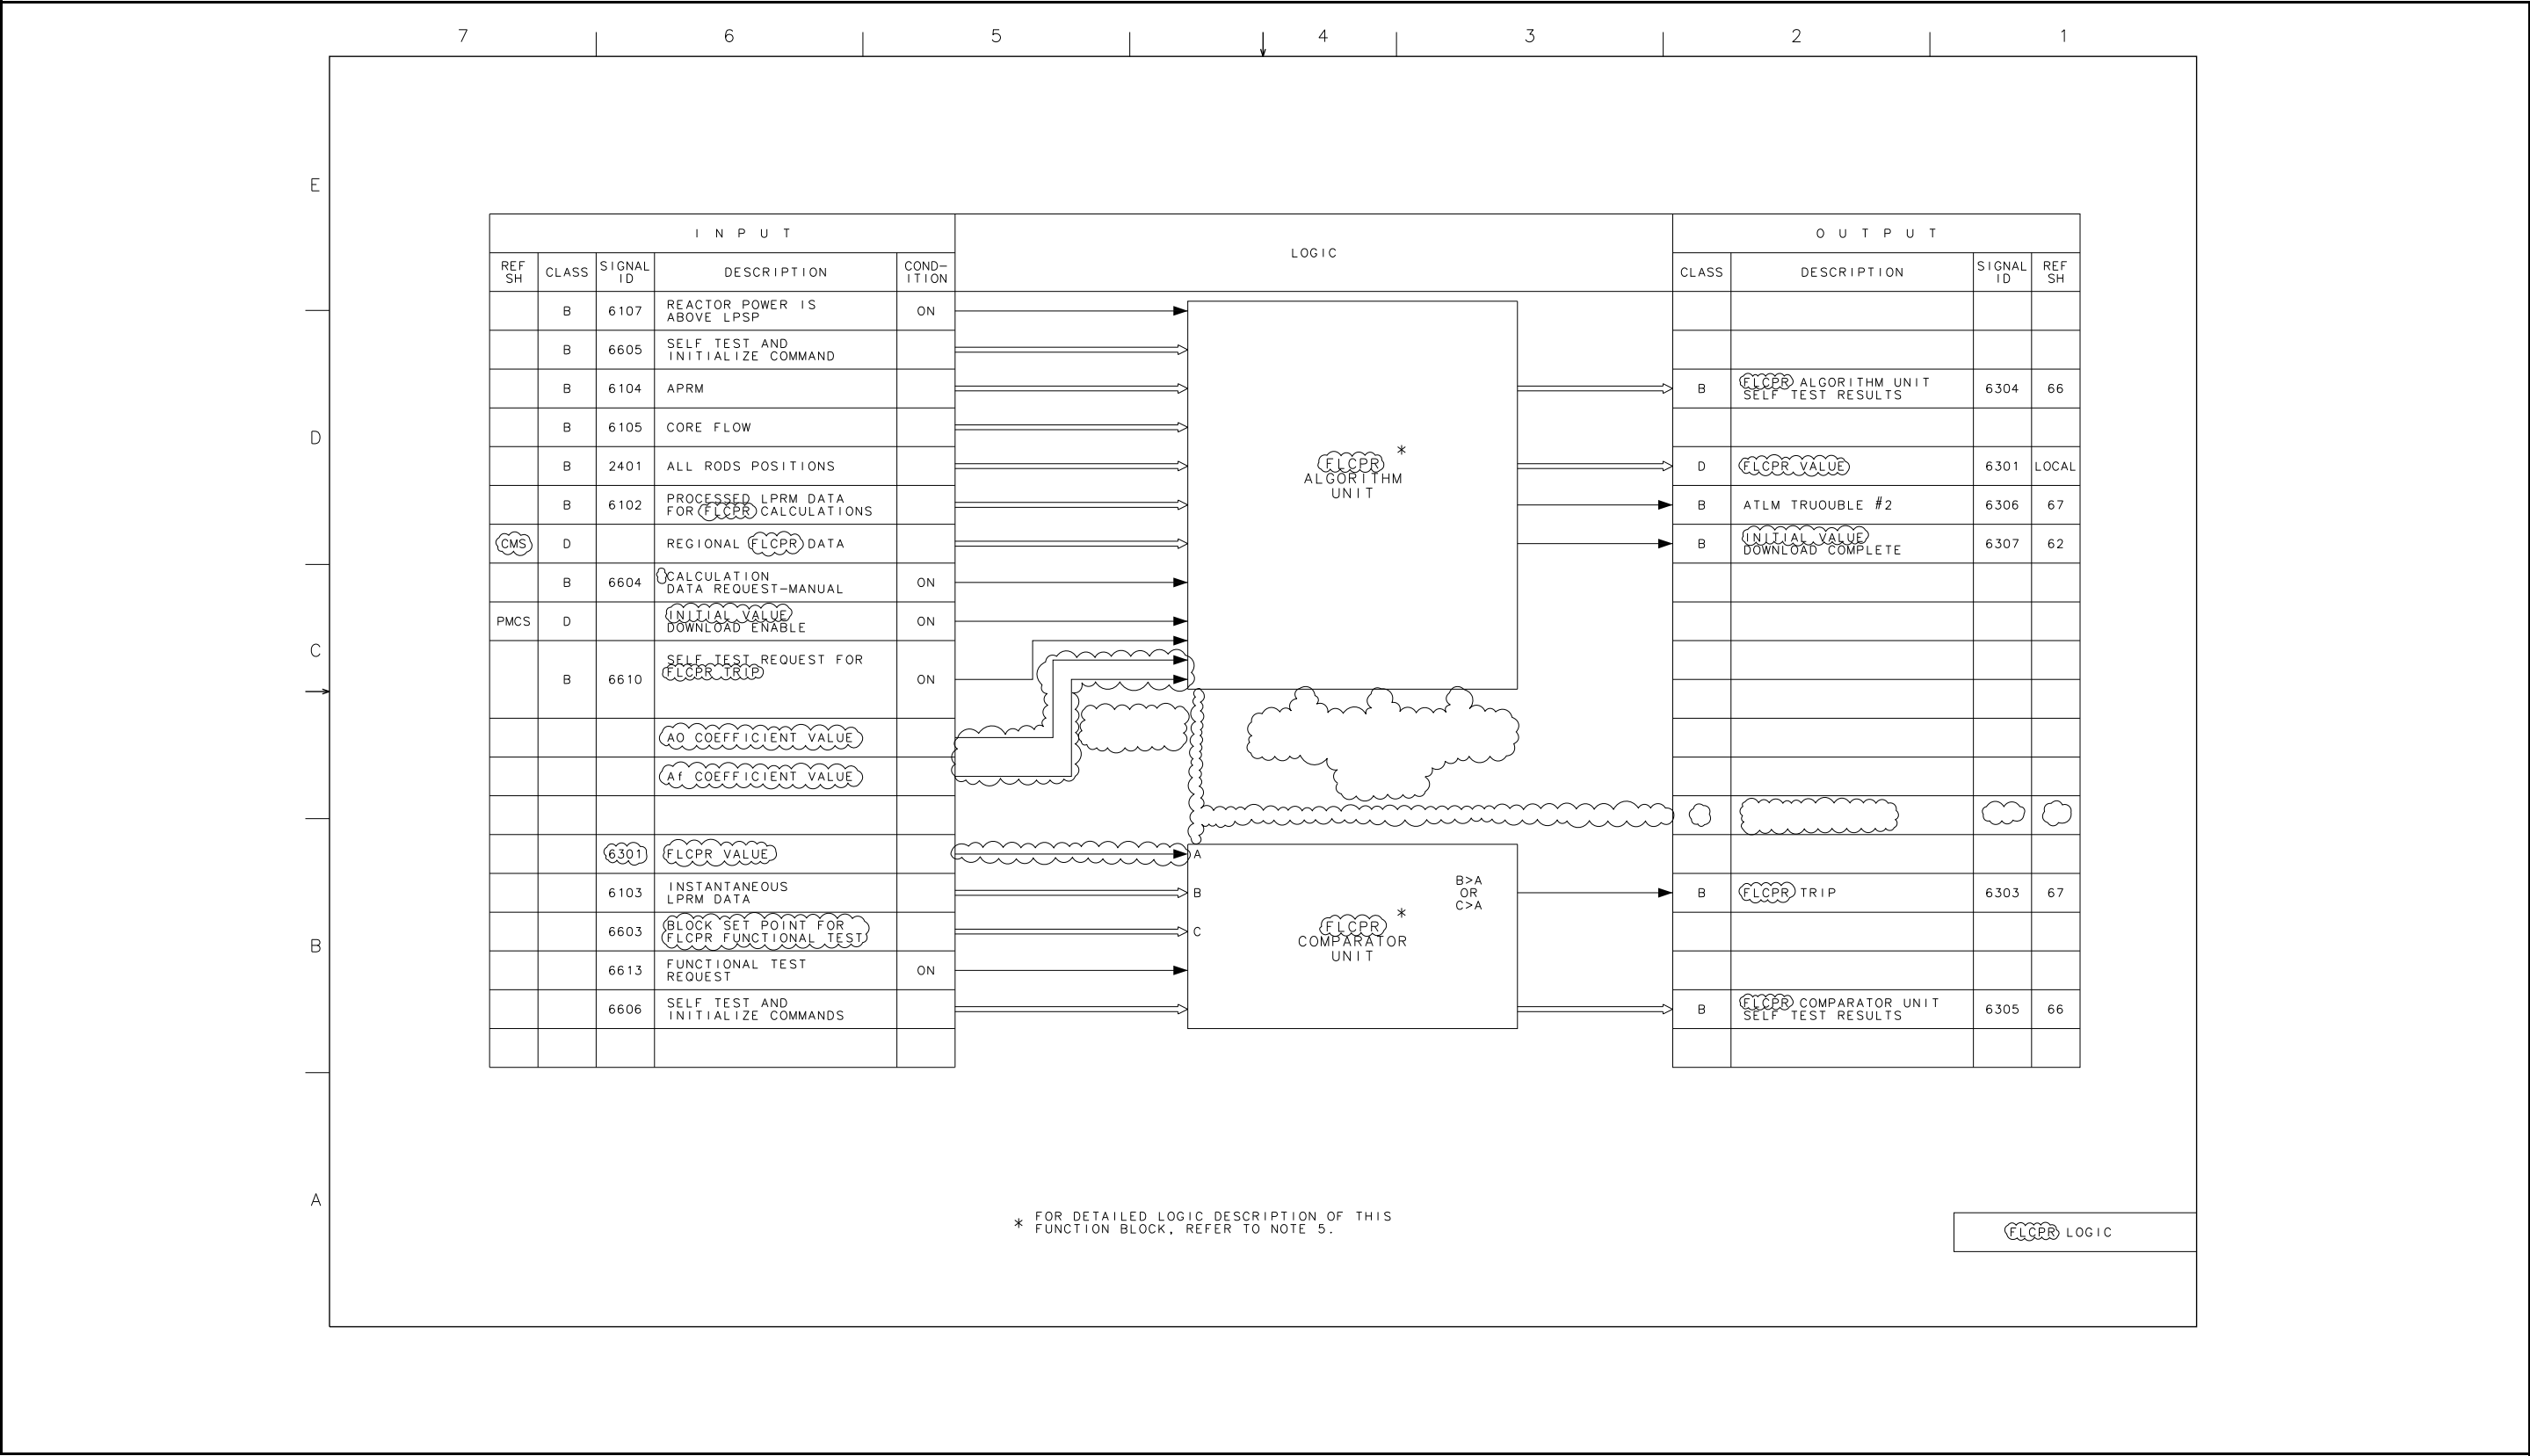 7 6 5 4 3 2 1
E
D
C
B
A
INPUT
LOGIC
OUTPUT
REF SH
CLASS
SIGNAL ID
DESCRIPTION
COND-ITION
CLASS
DESCRIPTION
SIGNAL ID
REF SH
B 6107 REACTOR POWER IS
ABOVE LPSP
ON
B 6605 SELF TEST AND
INITIALIZE COMMAND
B 6104 APRM
B 6105 CORE FLOW
B 2401 ALL RODS POSITIONS
B 6102 PROCESSED LPRM DATA
FOR FLCPR CALCULATIONS
CMS D REGIONAL FLCPR DATA
B 6604 CALCULATION
DATA REQUEST-MANUAL
ON
PMCS D INITIAL VALUE
DOWNLOAD ENABLE
ON
B 6610 SELF TEST REQUEST FOR
FLCPR TRIP
ON
AO COEFFICIENT VALUE
Af COEFFICIENT VALUE
6301 FLCPR VALUE
6103 INSTANTANEOUS
LPRM DATA
6603 BLOCK SET POINT FOR
FLCPR FUNCTIONAL TEST
6613 FUNCTIONAL TEST
REQUEST
ON
6606 SELF TEST AND
INITIALIZE COMMANDS
FLCPR *
ALGORITHM
UNIT
A
B
C
B>A
OR
C>A
FLCPR *
COMPARATOR
UNIT
B FLCPR ALGORITHM UNIT
SELF TEST RESULTS
6304 66
D FLCPR VALUE 6301 LOCAL
B ATLM TRUOUBLE #2 6306 67
B INITIAL VALUE
DOWNLOAD COMPLETE
6307 62
B FLCPR TRIP 6303 67
B FLCPR COMPARATOR UNIT
SELF TEST RESULTS
6305 66
* FOR DETAILED LOGIC DESCRIPTION OF THIS
FUNCTION BLOCK, REFER TO NOTE 5.
FLCPR LOGIC